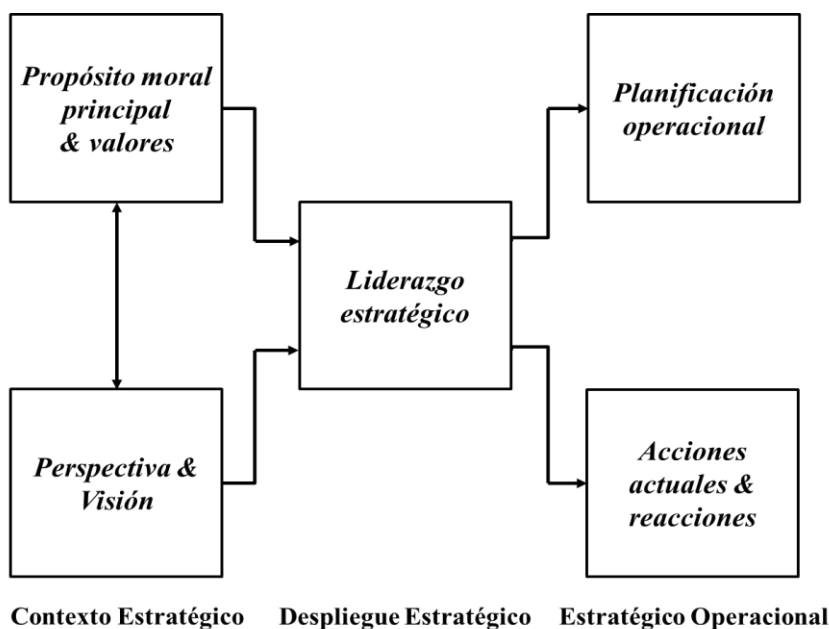 Propósito moral
principal
& valores
Planificación
operacional
Liderazgo
estratégico
Perspectiva &
Visión
Acciones
actuales &
reacciones
Contexto Estratégico Despliegue Estratégico Estratégico Operacional